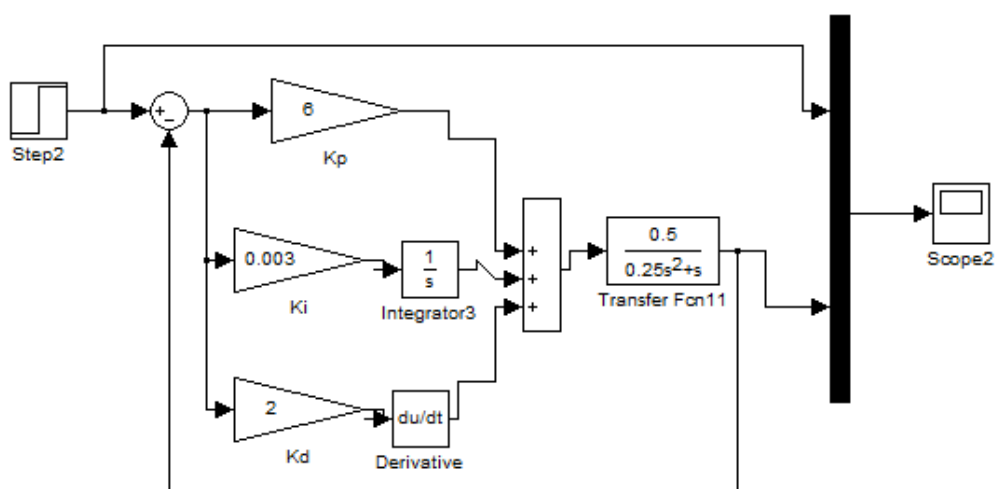 Step2
+
−
6
Kp
0.003
Ki
1
s
Integrator3
2
Kd
du/dt
Derivative
+
+
+
0.5
0.25s²+s
Transfer Fcn11
Scope2